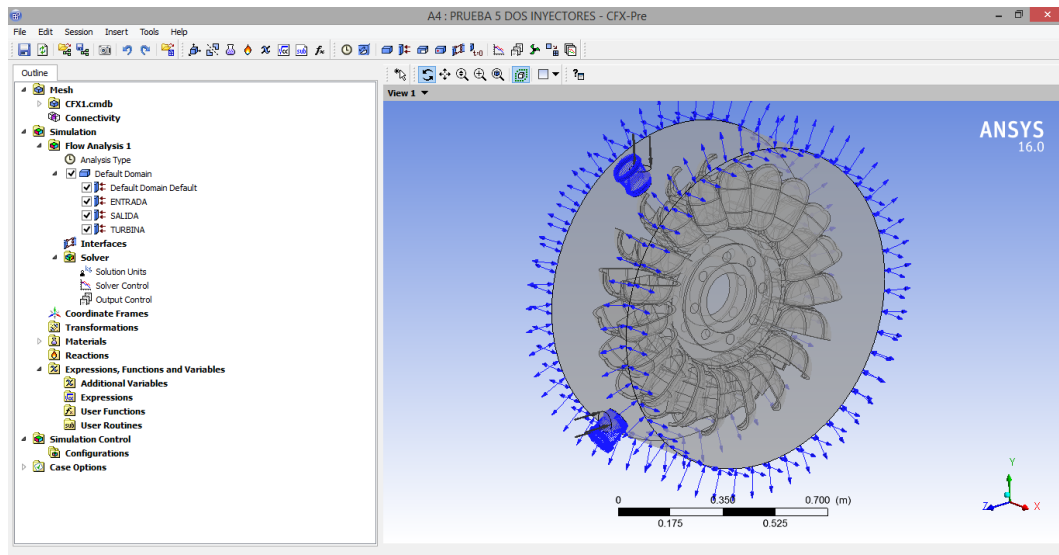 A4 : PRUEBA 5 DOS INYECTORES - CFX-Pre
File Edit Session Insert Tools Help
Outline
Mesh
CFX1.cmdb
Connectivity
Simulation
Flow Analysis 1
Analysis Type
Default Domain
Default Domain Default
ENTRADA
SALIDA
TURBINA
Interfaces
Solver
Solution Units
Solver Control
Output Control
Coordinate Frames
Transformations
Materials
Reactions
Expressions, Functions and Variables
Additional Variables
Expressions
User Functions
User Routines
Simulation Control
Configurations
Case Options
View 1
ANSYS
16.0
0 0.350 0.700 (m)
0.175 0.525
Y
Z X